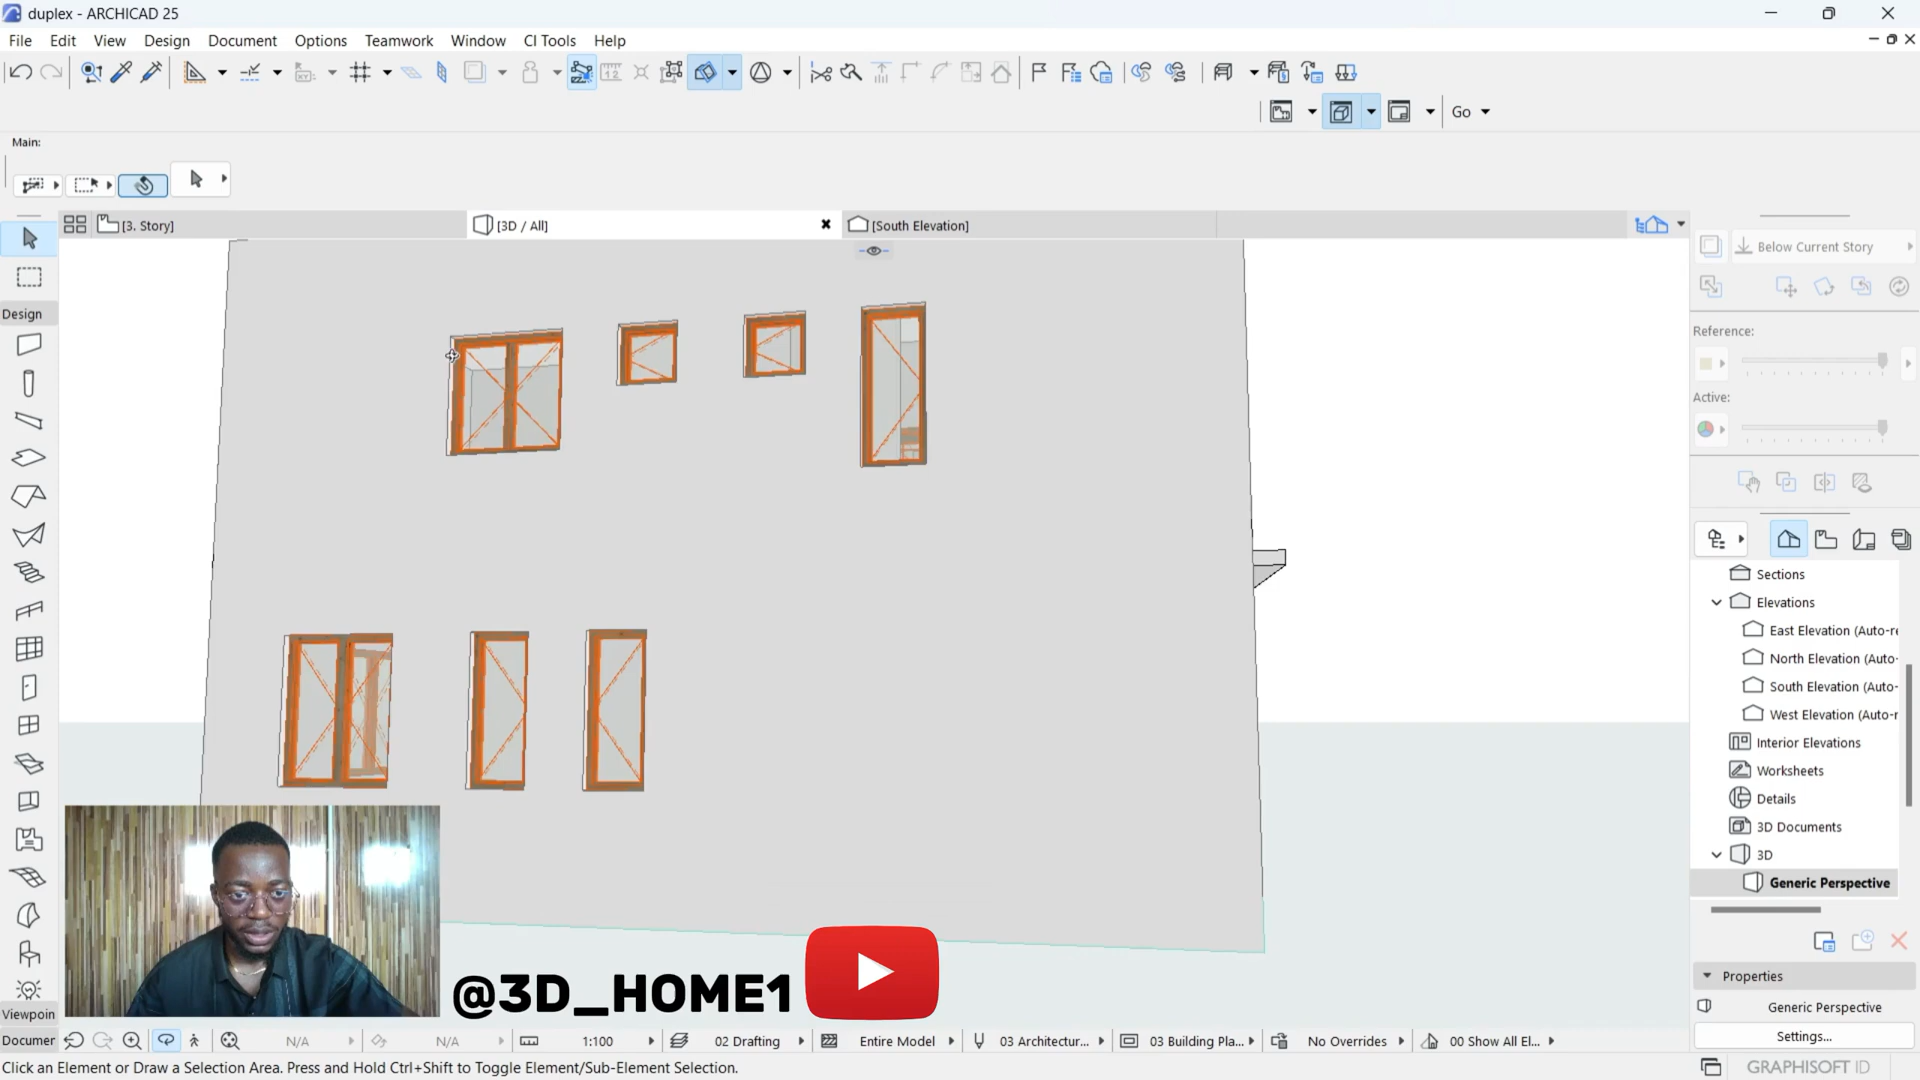 duplex - ARCHICAD 25
File Edit View Design Document Options Teamwork Window CI Tools Help
Go
Main:
[3. Story]
[3D / All]
[South Elevation]
Below Current Story
Design
Reference:
Active:
Sections
Elevations
East Elevation (Auto-re
North Elevation (Auto-
South Elevation (Auto-
West Elevation (Auto-r
Interior Elevations
Worksheets
Details
3D Documents
3D
Generic Perspective
Properties
Generic Perspective
Settings...
@3D_HOME1
Viewpoin
Documer
N/A
N/A
1:100
02 Drafting
Entire Model
03 Architectur...
03 Building Pla...
No Overrides
00 Show All El...
Click an Element or Draw a Selection Area. Press and Hold Ctrl+Shift to Toggle Element/Sub-Element Selection.
GRAPHISOFT ID